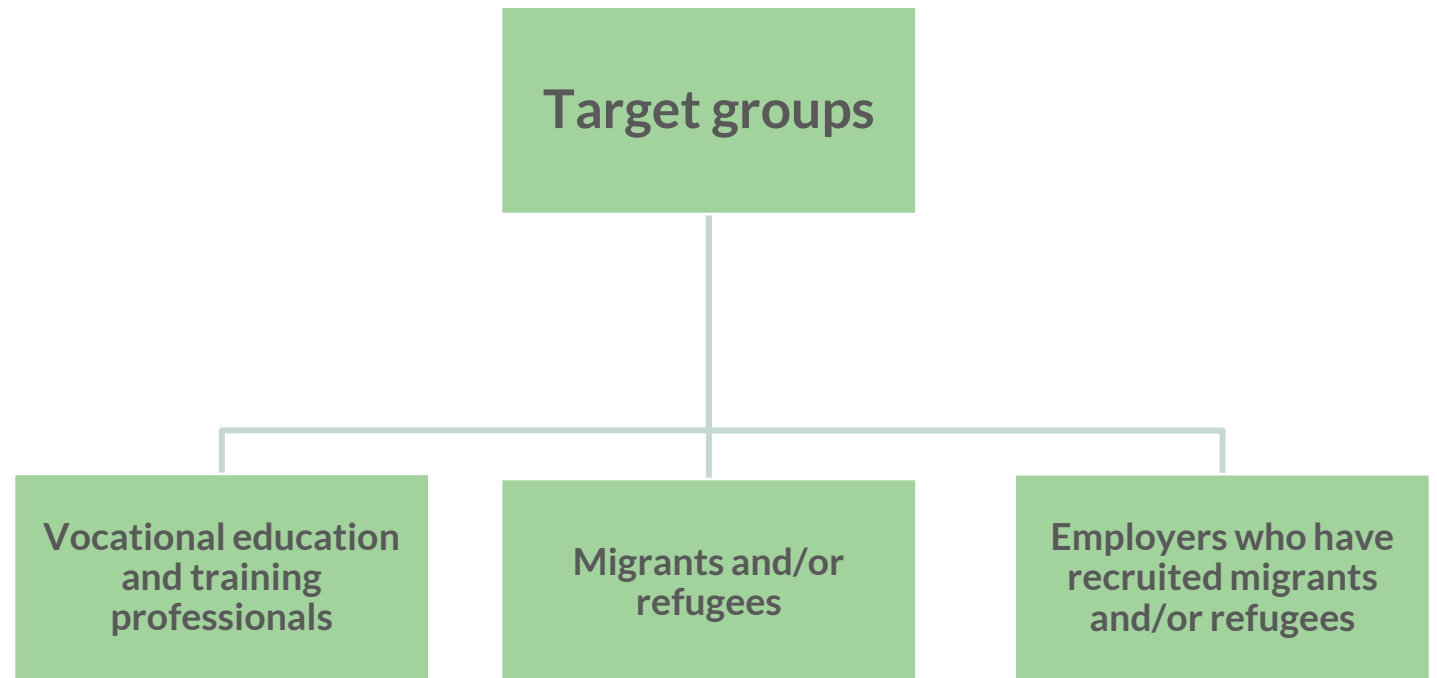 Target groups
Vocational education
and training
professionals
Migrants and/or
refugees
Employers who have
recruited migrants
and/or refugees